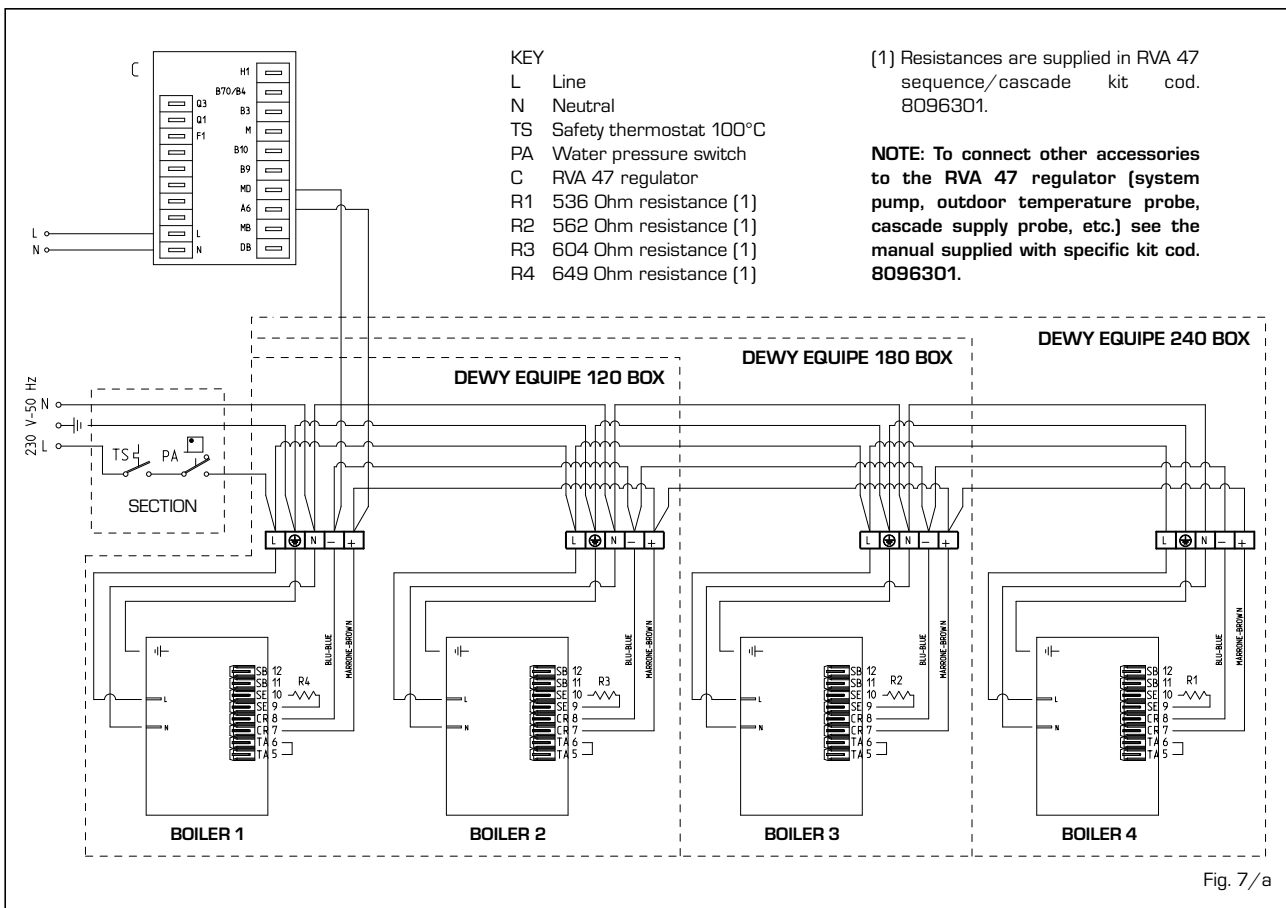 C
H1
B70/B4
B3
M
B10
B9
MD
A6
MB
DB
Q3
Q1
F1
L
N
L
N
KEY
L Line
N Neutral
TS Safety thermostat 100°C
PA Water pressure switch
C RVA 47 regulator
R1 536 Ohm resistance (1)
R2 562 Ohm resistance (1)
R3 604 Ohm resistance (1)
R4 649 Ohm resistance (1)
(1) Resistances are supplied in RVA 47
sequence/cascade kit cod.
8096301.
NOTE: To connect other accessories
to the RVA 47 regulator (system
pump, outdoor temperature probe,
cascade supply probe, etc.) see the
manual supplied with specific kit cod.
8096301.
DEWY EQUIPE 240 BOX
DEWY EQUIPE 180 BOX
DEWY EQUIPE 120 BOX
230 V-50 Hz
N
L
TS
PA
SECTION
L N – +
L N – +
L N – +
L N – +
BLU-BLUE
MARRONE-BROWN
SB 12
SB 11
SE 10
SE 9
CR 8
CR 7
TA 6
TA 5
R4
L
N
BOILER 1
BLU-BLUE
MARRONE-BROWN
SB 12
SB 11
SE 10
SE 9
CR 8
CR 7
TA 6
TA 5
R3
L
N
BOILER 2
BLU-BLUE
MARRONE-BROWN
SB 12
SB 11
SE 10
SE 9
CR 8
CR 7
TA 6
TA 5
R2
L
N
BOILER 3
BLU-BLUE
MARRONE-BROWN
SB 12
SB 11
SE 10
SE 9
CR 8
CR 7
TA 6
TA 5
R1
L
N
BOILER 4
Fig. 7/a